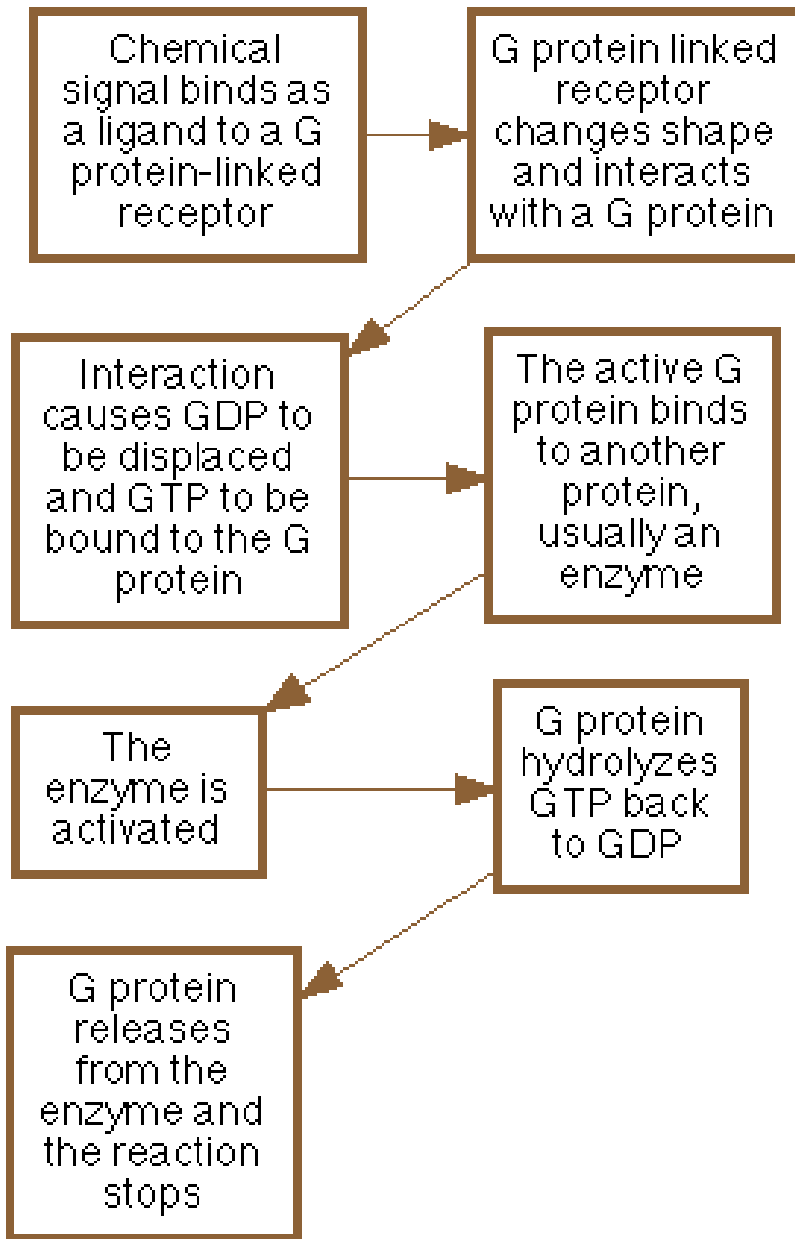 Chemical
signal binds as
a ligand to a G
protein-linked
receptor
G protein linked
receptor
changes shape
and interacts
with a G protein
Interaction
causes GDP to
be displaced
and GTP to be
bound to the G
protein
The active G
protein binds
to another
protein,
usually an
enzyme
The
enzyme is
activated
G protein
hydrolyzes
GTP back
to GDP
G protein
releases
from the
enzyme and
the reaction
stops